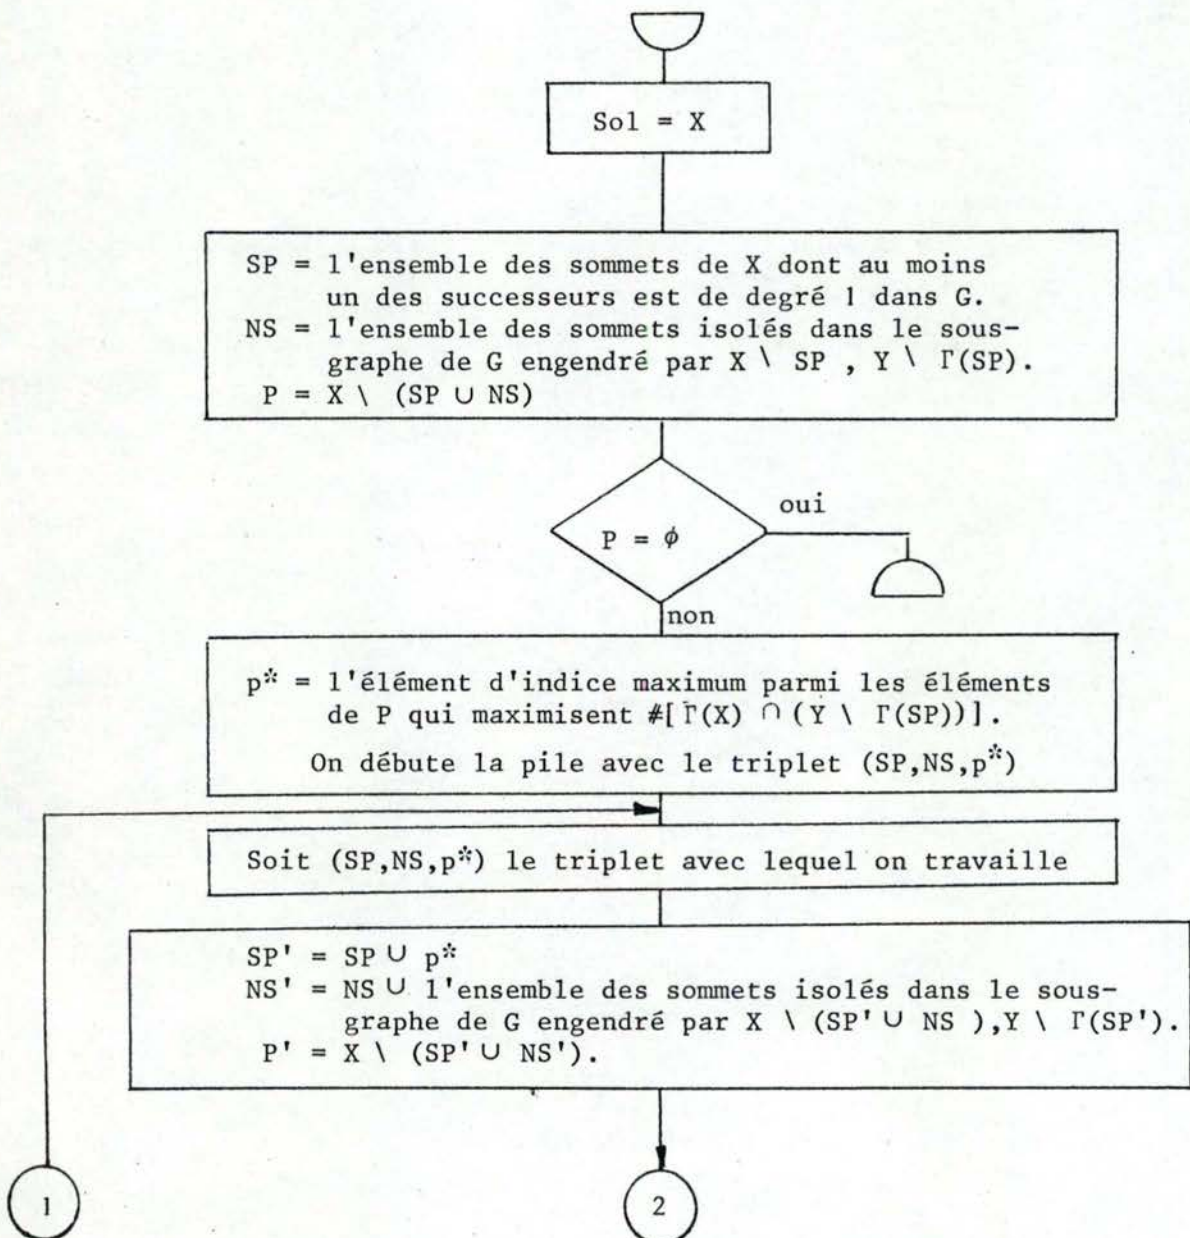 Sol = X
SP = l'ensemble des sommets de X dont au moins
un des successeurs est de degré 1 dans G.
NS = l'ensemble des sommets isolés dans le sous-
graphe de G engendré par X \ SP , Y \ Γ(SP).
P = X \ (SP ∪ NS)
oui
P = ϕ
non
p* = l'élément d'indice maximum parmi les éléments
de P qui maximisent #[Γ(X) ∩ (Y \ Γ(SP))].
On débute la pile avec le triplet (SP,NS,p*)
Soit (SP,NS,p*) le triplet avec lequel on travaille
SP' = SP ∪ p*
NS' = NS ∪ l'ensemble des sommets isolés dans le sous-
graphe de G engendré par X \ (SP' ∪ NS ),Y \ Γ(SP').
P' = X \ (SP' ∪ NS').
1
2